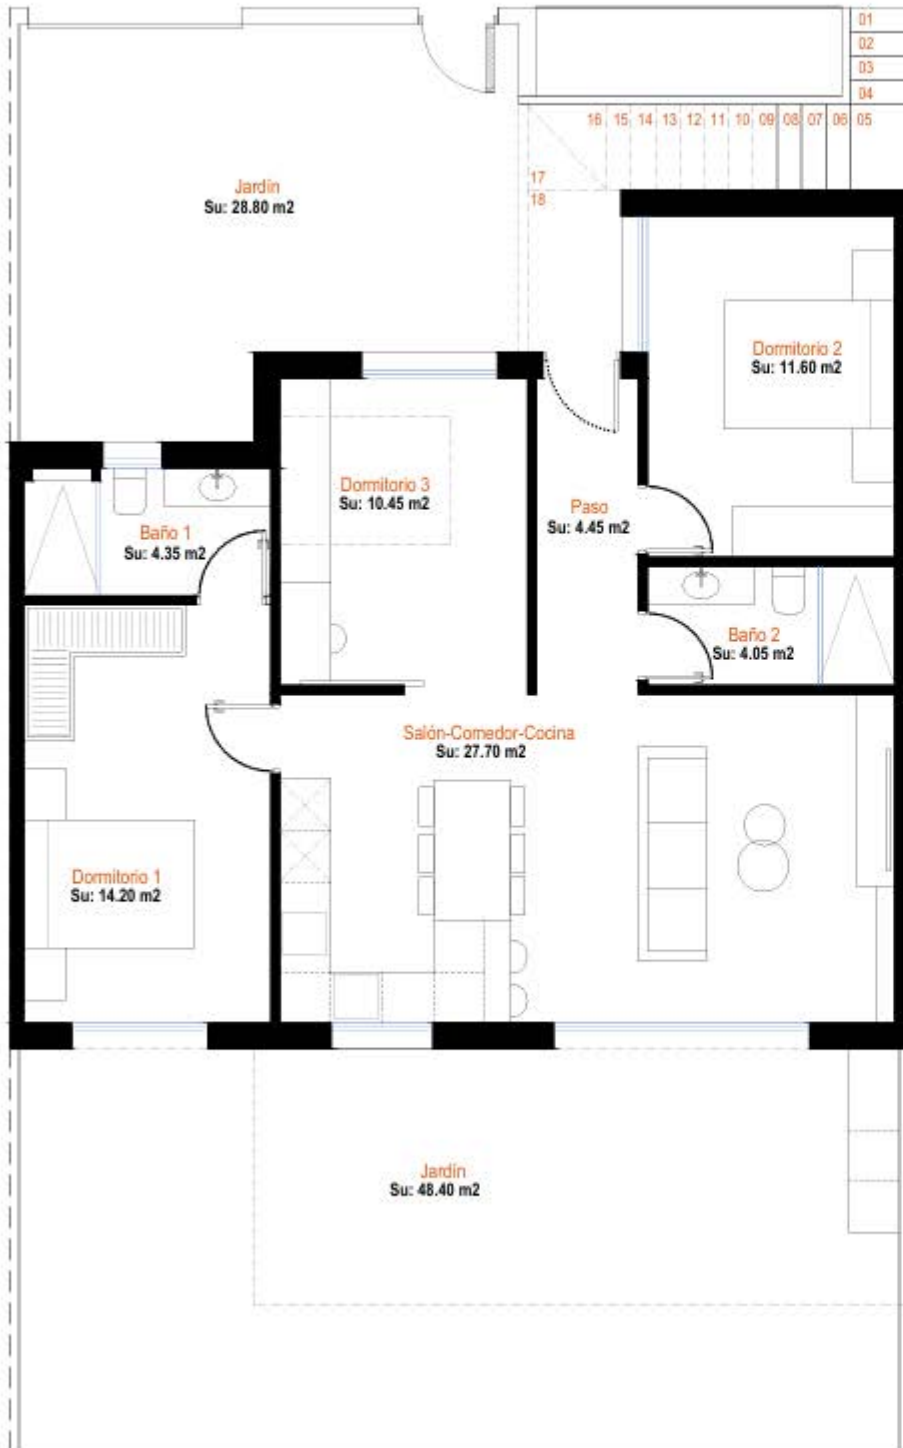 01
02
03
04
16 15 14 13 12 11 10 09 08 07 06 05
17
18
Jardín
Su: 28.80 m2
Dormitorio 2
Su: 11.60 m2
Dormitorio 3
Su: 10.45 m2
Paso
Su: 4.45 m2
Baño 1
Su: 4.35 m2
Baño 2
Su: 4.05 m2
Salón-Comedor-Cocina
Su: 27.70 m2
Dormitorio 1
Su: 14.20 m2
Jardín
Su: 48.40 m2